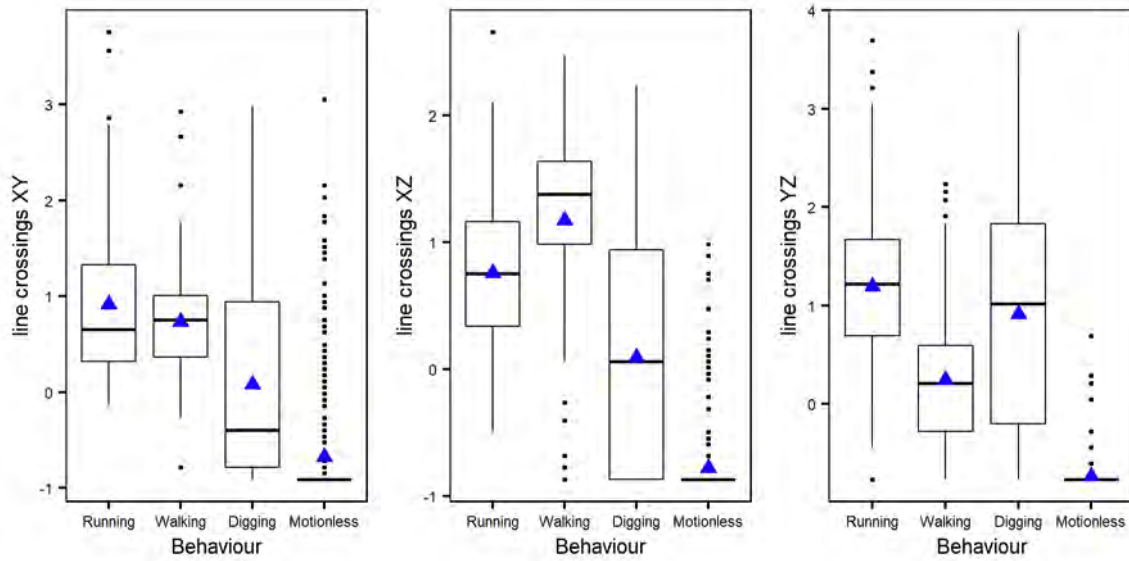 line crossings XY
3
2
1
0
-1
Running Walking Digging Motionless
Behaviour
line crossings XZ
2
1
0
-1
Running Walking Digging Motionless
Behaviour
line crossings YZ
4
3
2
1
0
Running Walking Digging Motionless
Behaviour